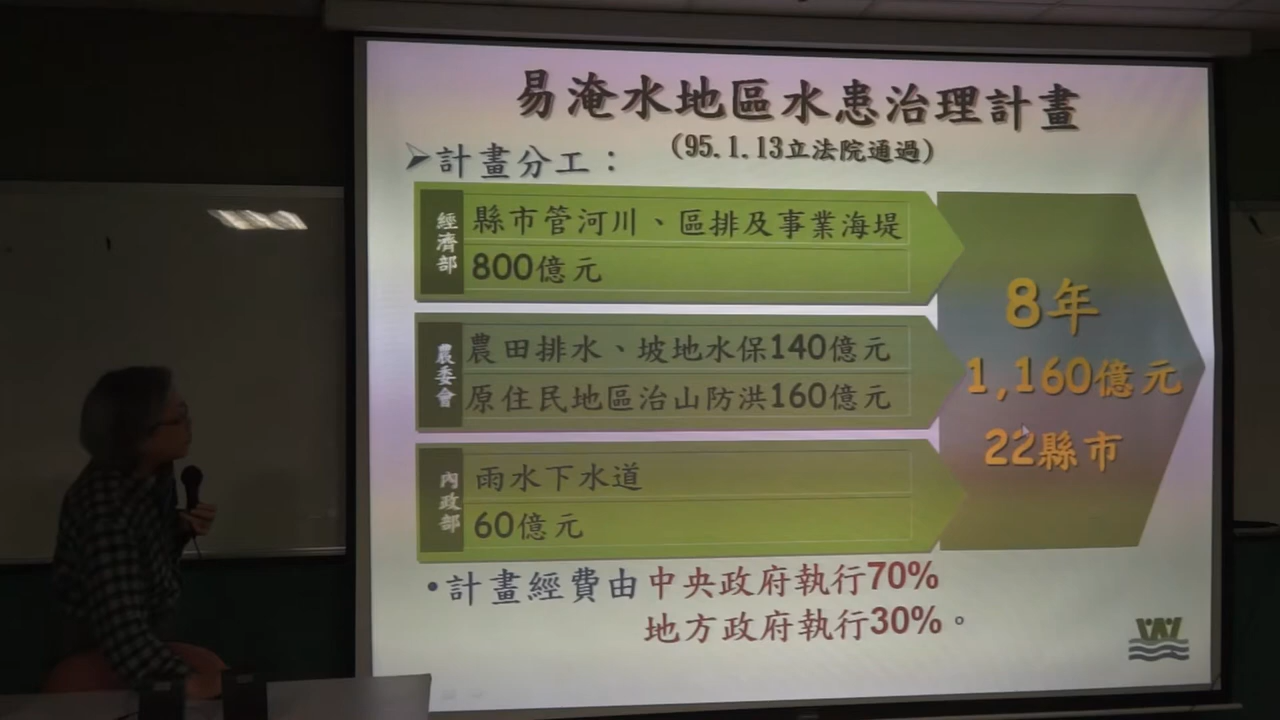 易淹水地區水患治理計畫
(95.1.13立法院通過)
➢計畫分工：
經濟部
縣市管河川、區排及事業海堤
800億元
農委會
農田排水、坡地水保140億元
原住民地區治山防洪160億元
內政部
雨水下水道
60億元
8年
1,160億元
22縣市
•計畫經費由中央政府執行70%
地方政府執行30%。